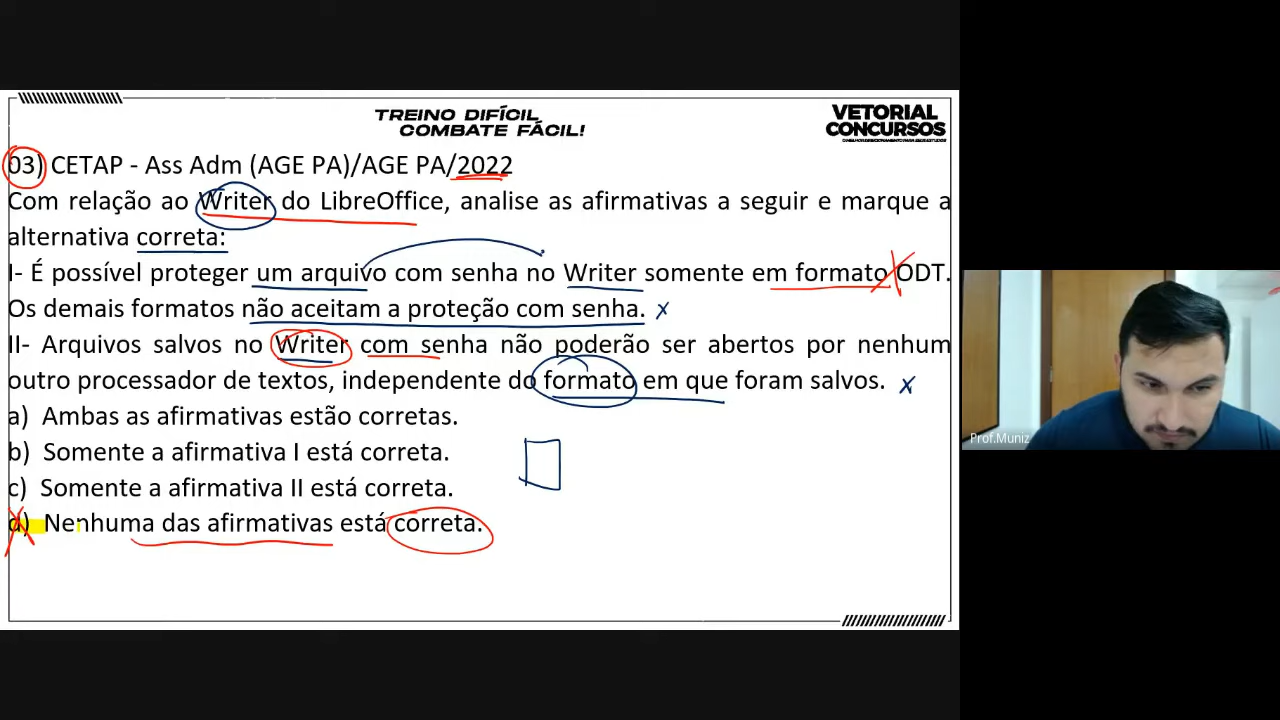 TREINO DIFÍCIL
COMBATE FÁCIL!
VETORIAL
CONCURSOS
03) CETAP - Ass Adm (AGE PA)/AGE PA/2022
Com relação ao Writer do LibreOffice, analise as afirmativas a seguir e marque a
alternativa correta:
I- É possível proteger um arquivo com senha no Writer somente em formato ODT.
Os demais formatos não aceitam a proteção com senha. x
II- Arquivos salvos no Writer com senha não poderão ser abertos por nenhum
outro processador de textos, independente do formato em que foram salvos. x
a) Ambas as afirmativas estão corretas.
b) Somente a afirmativa I está correta.
c) Somente a afirmativa II está correta.
d) Nenhuma das afirmativas está correta.
Prof.Muniz